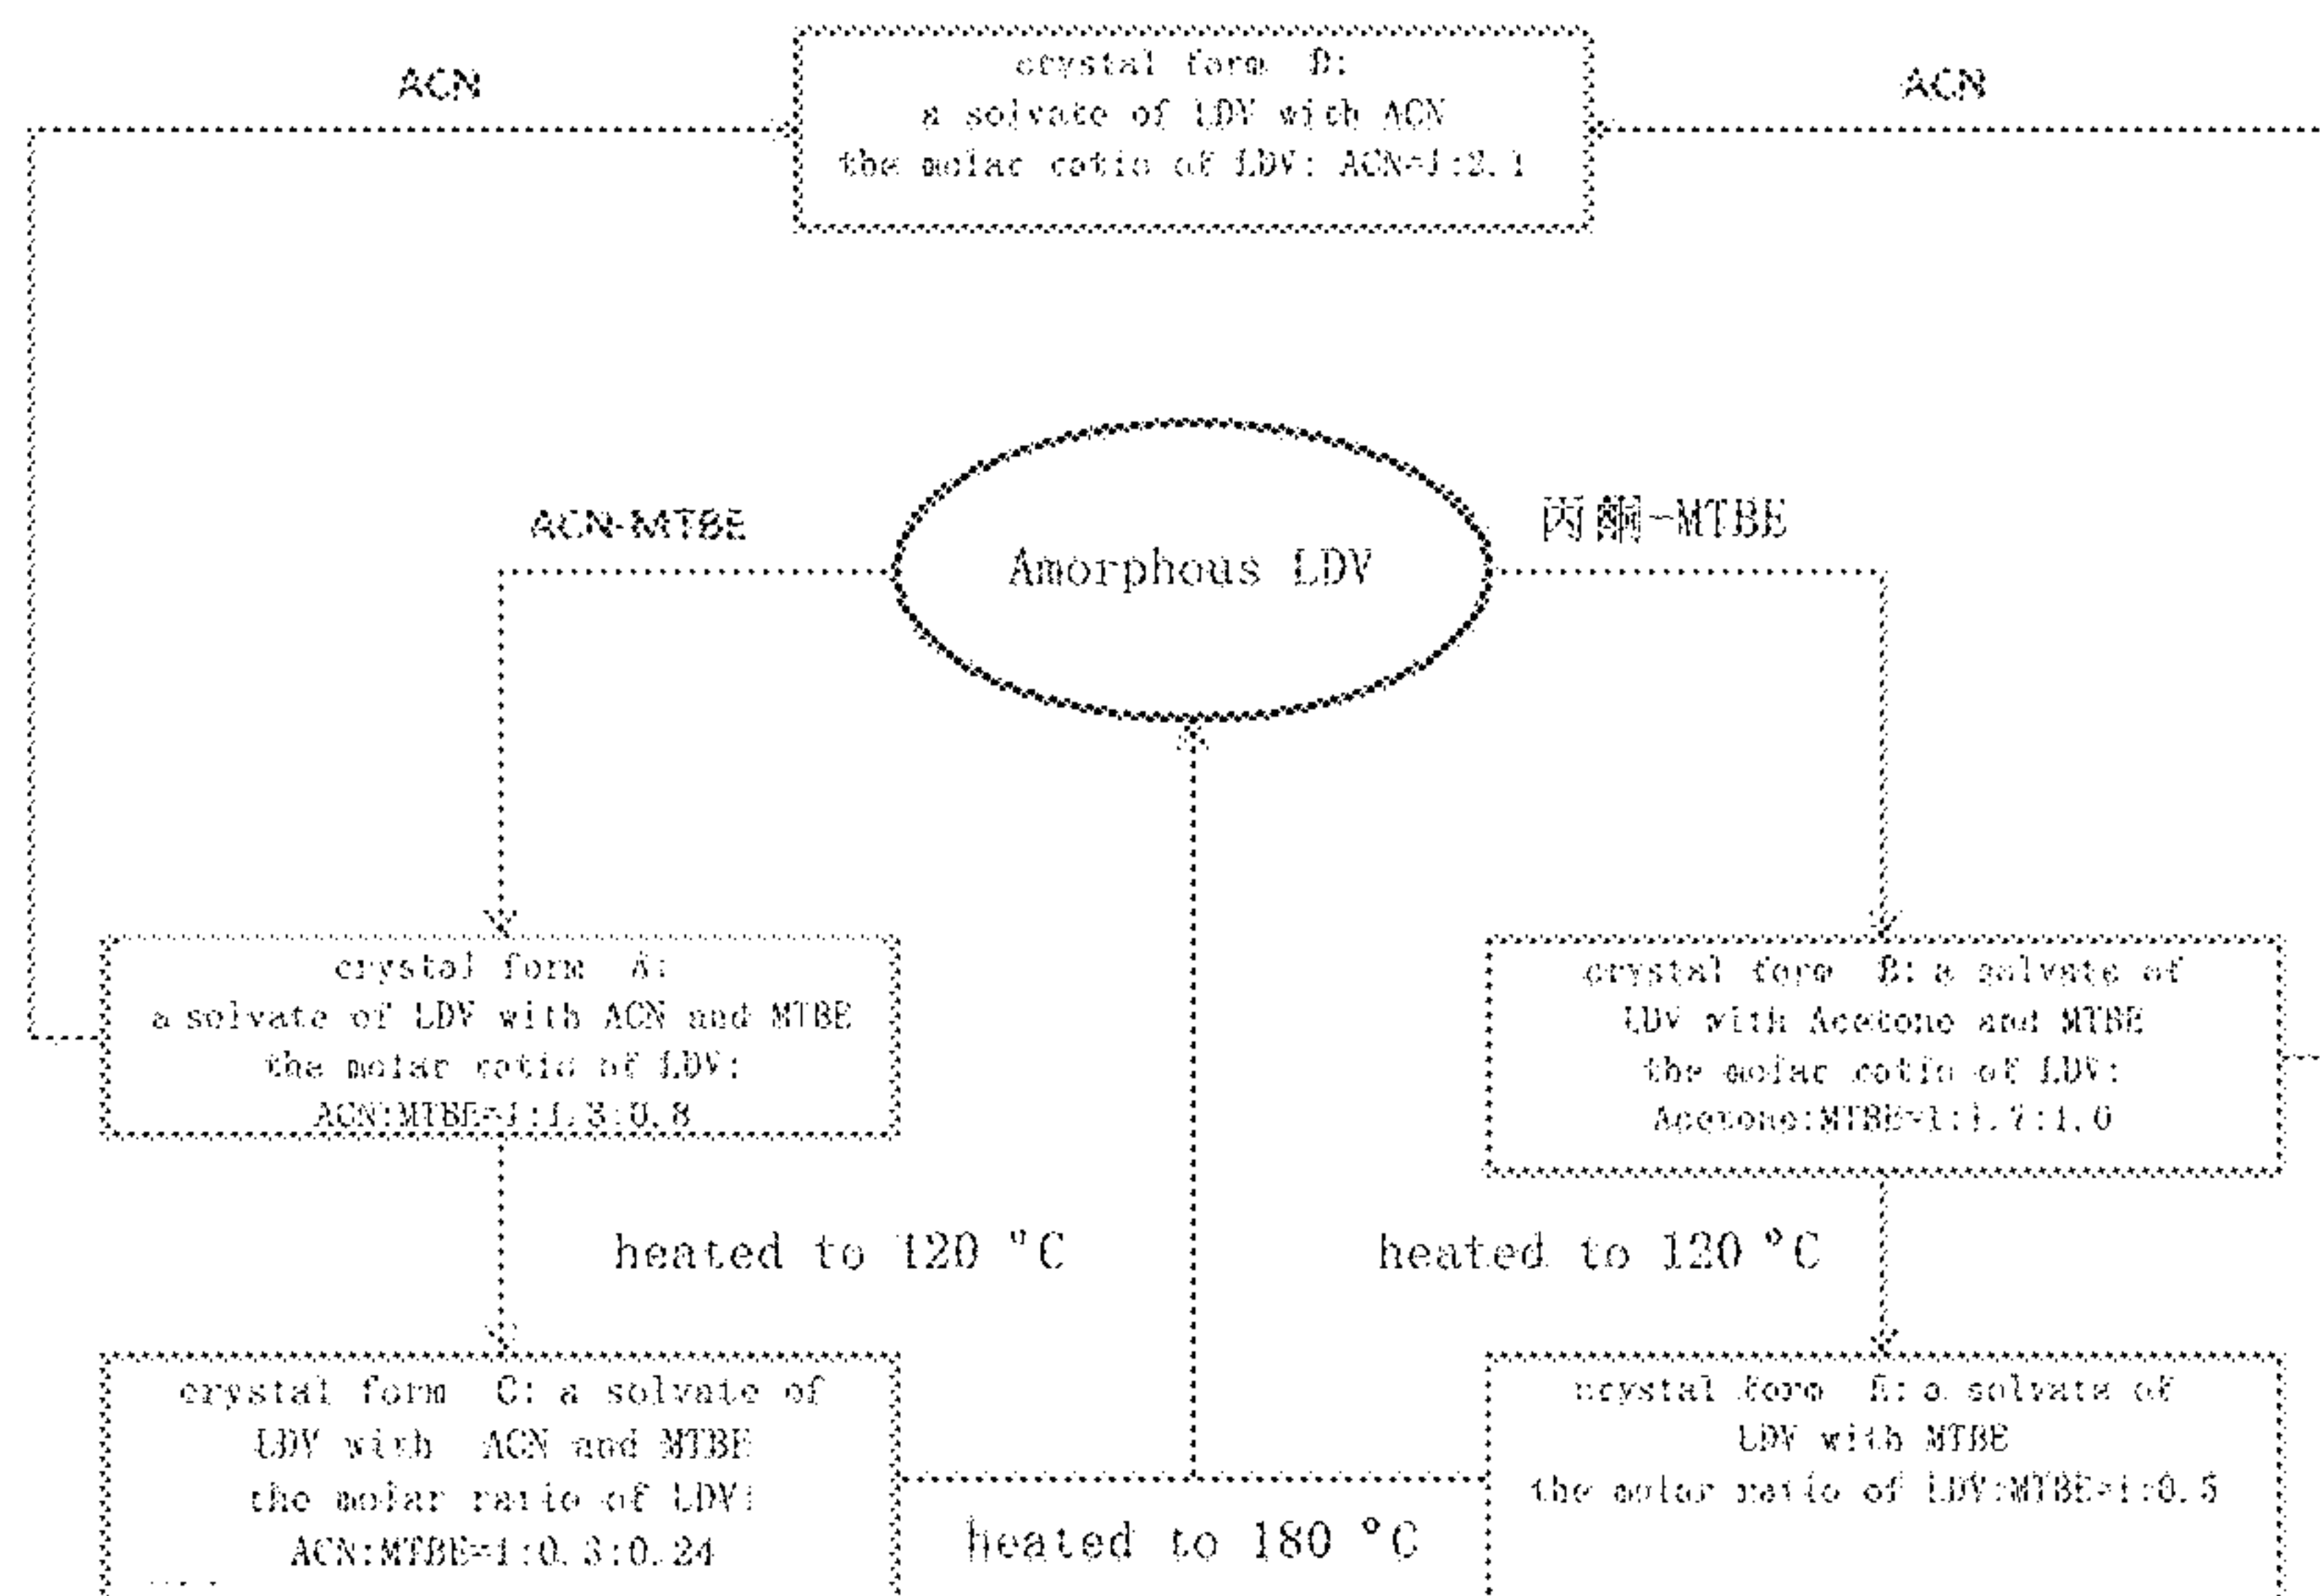 ACN
crystal form D:
a solvate of LDV with ACN
the molar ratio of LDV: ACN=1:2.1
ACN
ACN-MTBE
Amorphous LDV
丙酮-MTBE
crystal form A:
a solvate of LDV with ACN and MTBE
the molar ratio of LDV:
ACN:MTBE=1:1.3:0.8
crystal form B: a solvate of
LDV with Acetone and MTBE
the molar ratio of LDV:
Acetone:MTBE=1:1.7:1.0
heated to 120 °C
heated to 120 °C
crystal form C: a solvate of
LDV with ACN and MTBE
the molar ratio of LDV:
ACN:MTBE=1:0.3:0.24
crystal form E: a solvate of
LDV with MTBE
the molar ratio of LDV:MTBE=1:0.5
heated to 180 °C